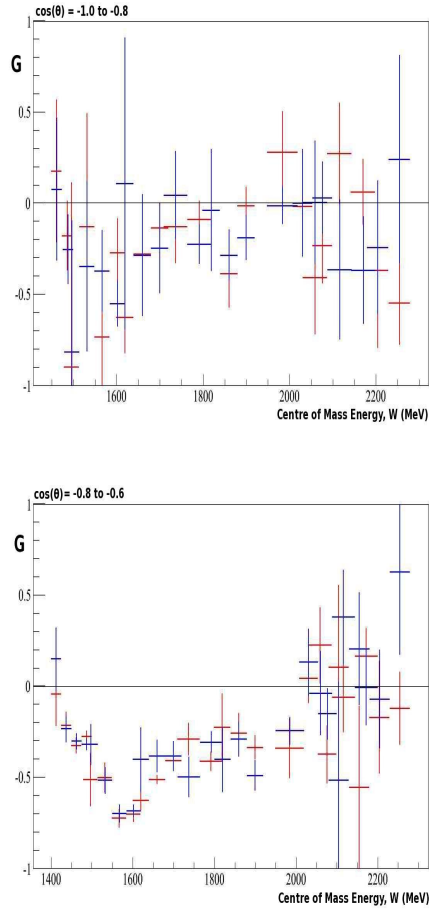 cos(θ) = -1.0 to -0.8
1
G
0.5
0
-0.5
-1
1600 1800 2000 2200
Centre of Mass Energy, W (MeV)
cos(θ)= -0.8 to -0.6
1
G
0.5
0
-0.5
-1
1400 1600 1800 2000 2200
Centre of Mass Energy, W (MeV)